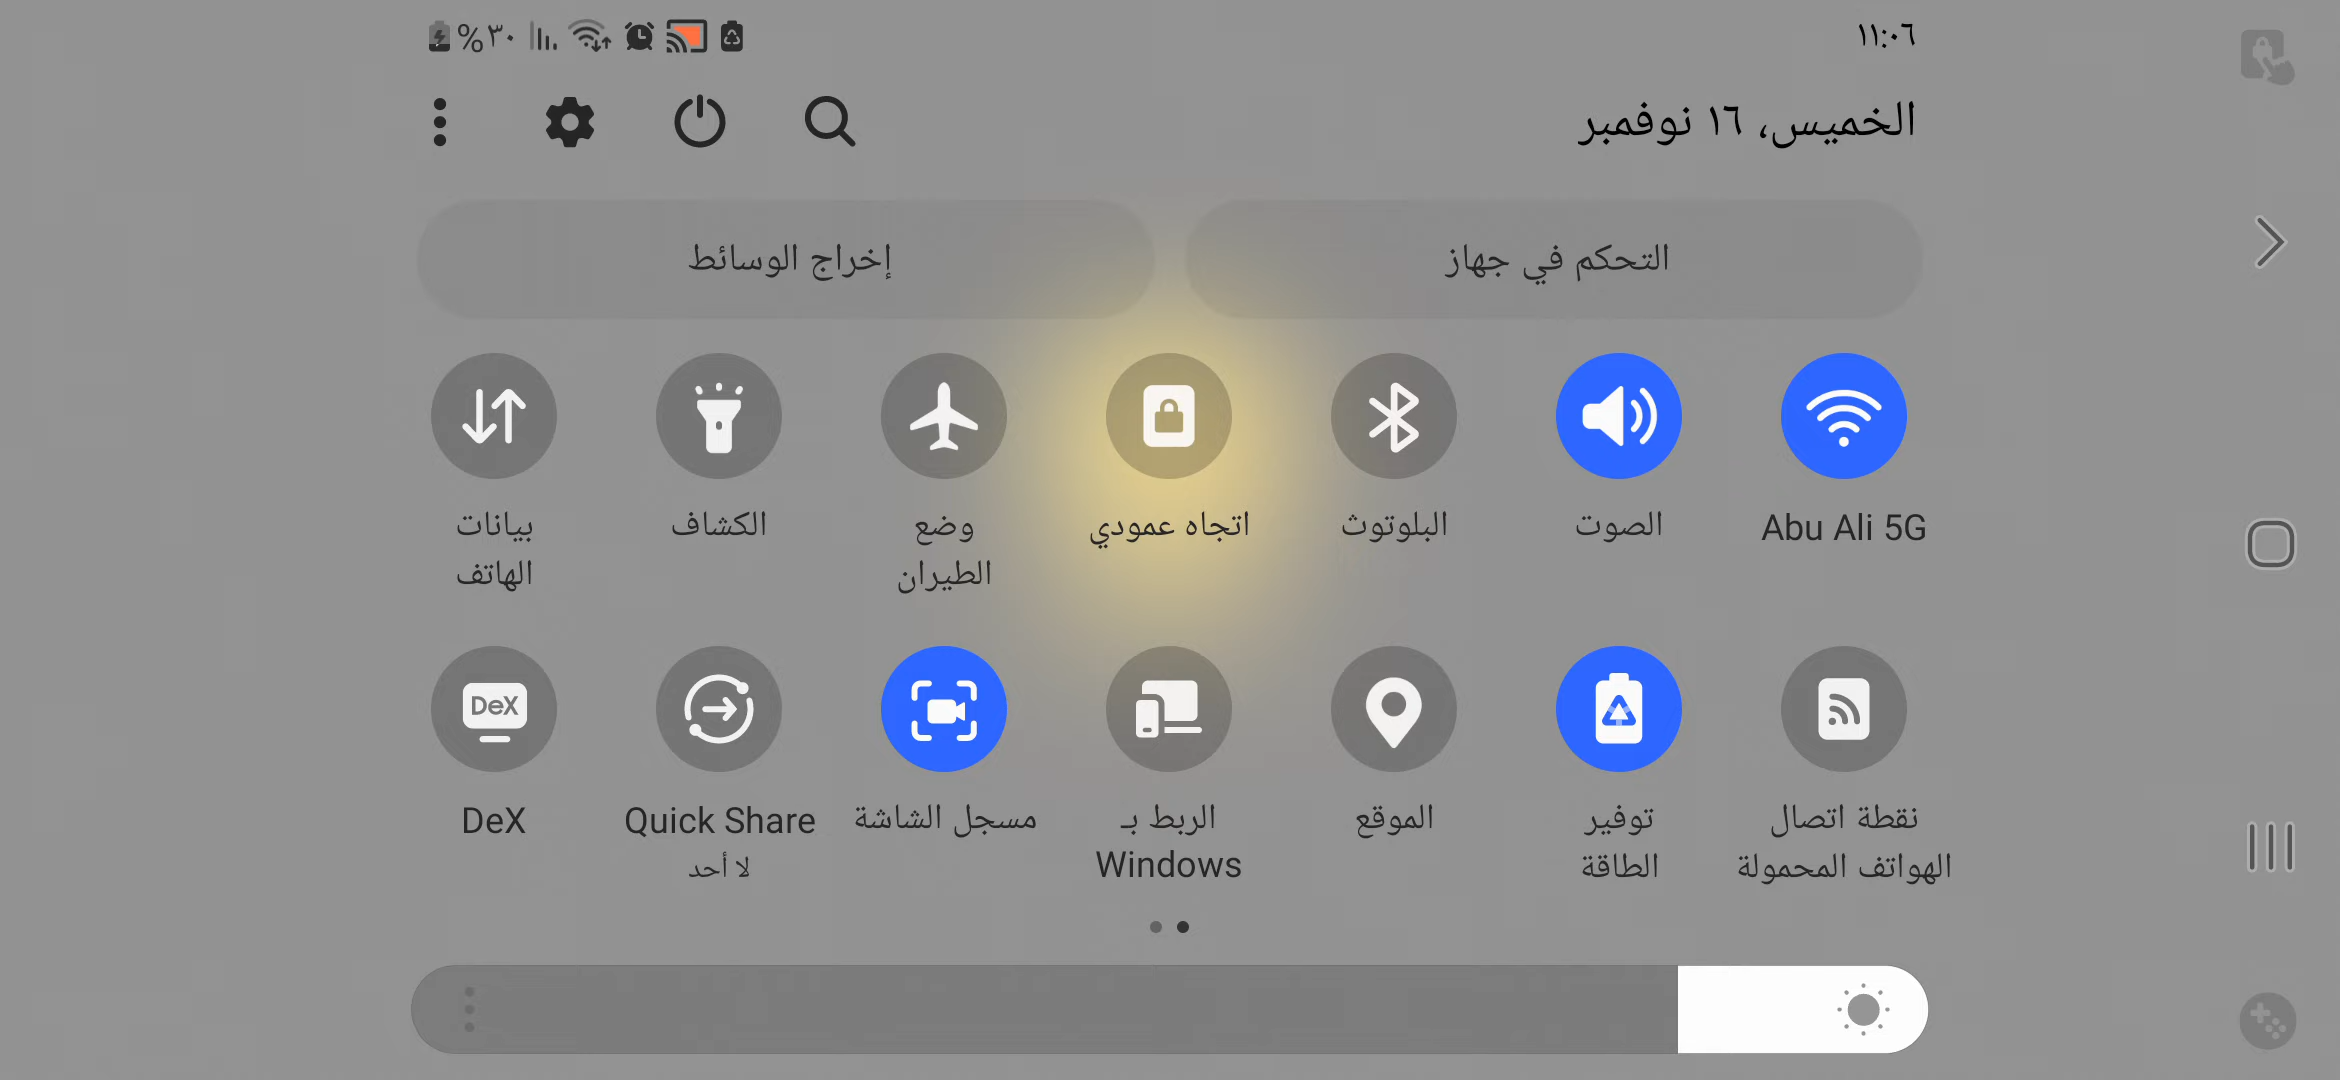 ١١:٠٦
%٣٠
الخميس، ١٦ نوفمبر
التحكم في جهاز
إخراج الوسائط
Abu Ali 5G
الصوت
البلوتوث
اتجاه عمودي
وضع
الطيران
الكشاف
بيانات
الهاتف
نقطة اتصال
الهواتف المحمولة
توفير
الطاقة
الموقع
الربط بـ
Windows
مسجل الشاشة
Quick Share
لا أحد
DeX
DeX